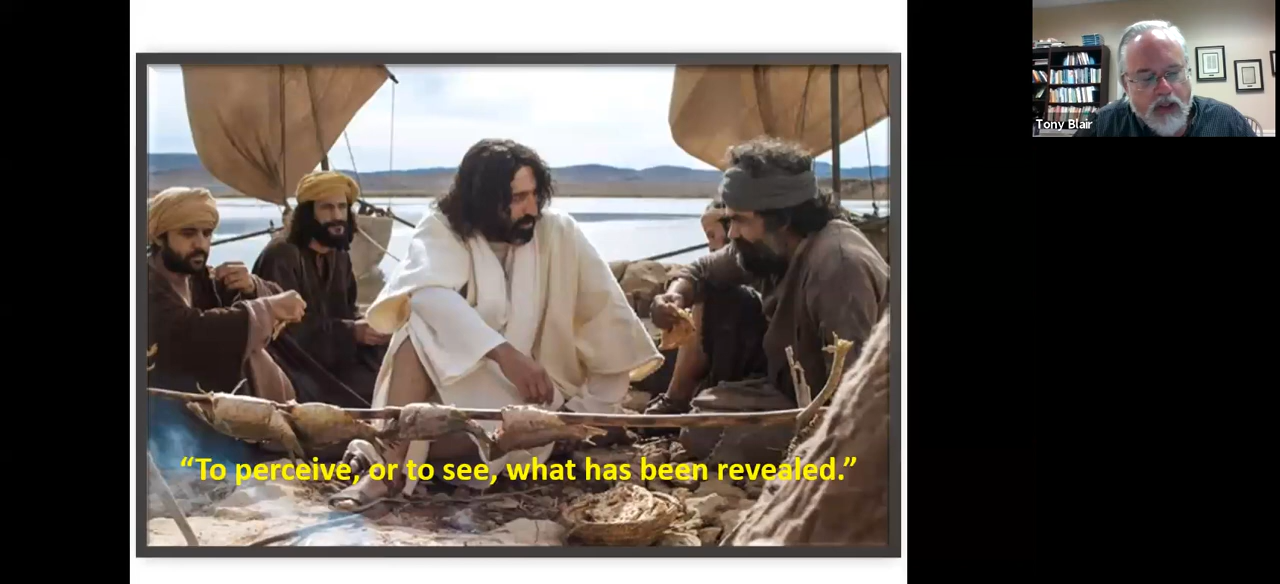 “To perceive, or to see, what has been revealed.”
Tony Blair